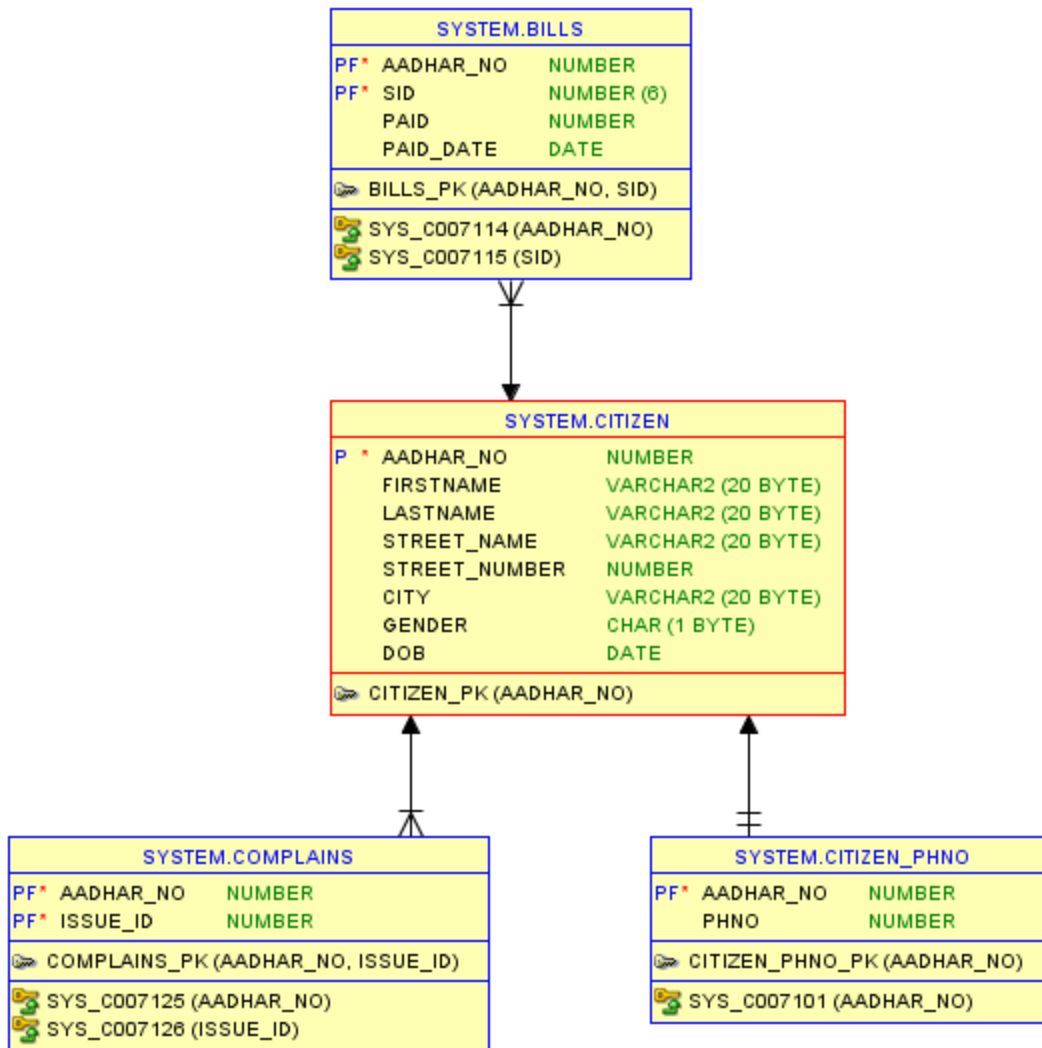 SYSTEM.BILLS
PF* AADHAR_NO NUMBER
PF* SID NUMBER (6)
PAID NUMBER
PAID_DATE DATE
BILLS_PK (AADHAR_NO, SID)
SYS_C007114 (AADHAR_NO)
SYS_C007115 (SID)
SYSTEM.CITIZEN
P * AADHAR_NO NUMBER
FIRSTNAME VARCHAR2 (20 BYTE)
LASTNAME VARCHAR2 (20 BYTE)
STREET_NAME VARCHAR2 (20 BYTE)
STREET_NUMBER NUMBER
CITY VARCHAR2 (20 BYTE)
GENDER CHAR (1 BYTE)
DOB DATE
CITIZEN_PK (AADHAR_NO)
SYSTEM.COMPLAINS
PF* AADHAR_NO NUMBER
PF* ISSUE_ID NUMBER
COMPLAINS_PK (AADHAR_NO, ISSUE_ID)
SYS_C007125 (AADHAR_NO)
SYS_C007126 (ISSUE_ID)
SYSTEM.CITIZEN_PHNO
PF* AADHAR_NO NUMBER
PHNO NUMBER
CITIZEN_PHNO_PK (AADHAR_NO)
SYS_C007101 (AADHAR_NO)